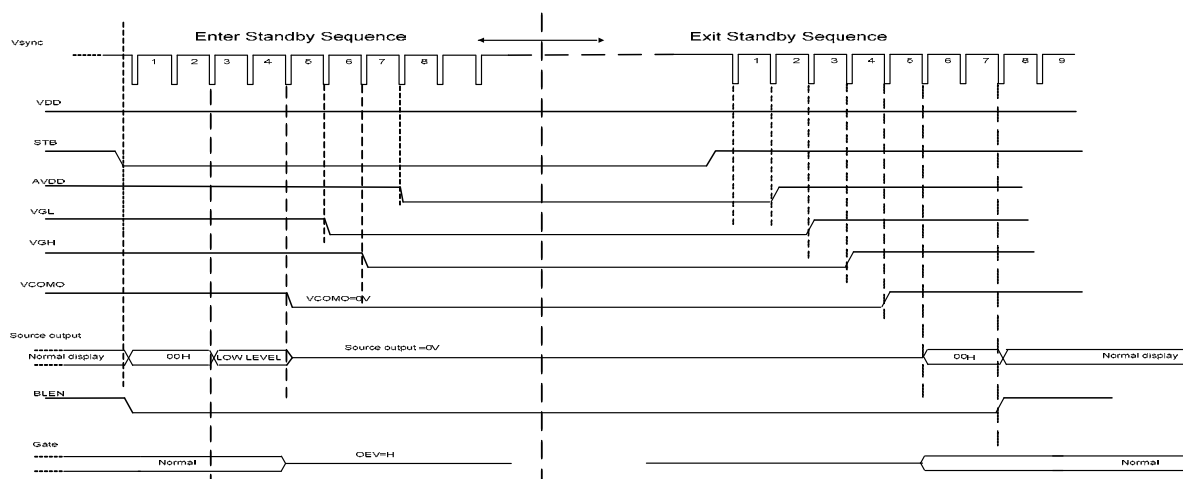 Enter Standby Sequence
Exit Standby Sequence
Vsync
1 2 3 4 5 6 7 8
1 2 3 4 5 6 7 8 9
VDD
STB
AVDD
VGL
VGH
VCOMO
VCOMO=0V
Source output
Normal display
00H
LOW LEVEL
Source output =0V
00H
Normal display
BLEN
Gate
Normal
OEV=H
Normal